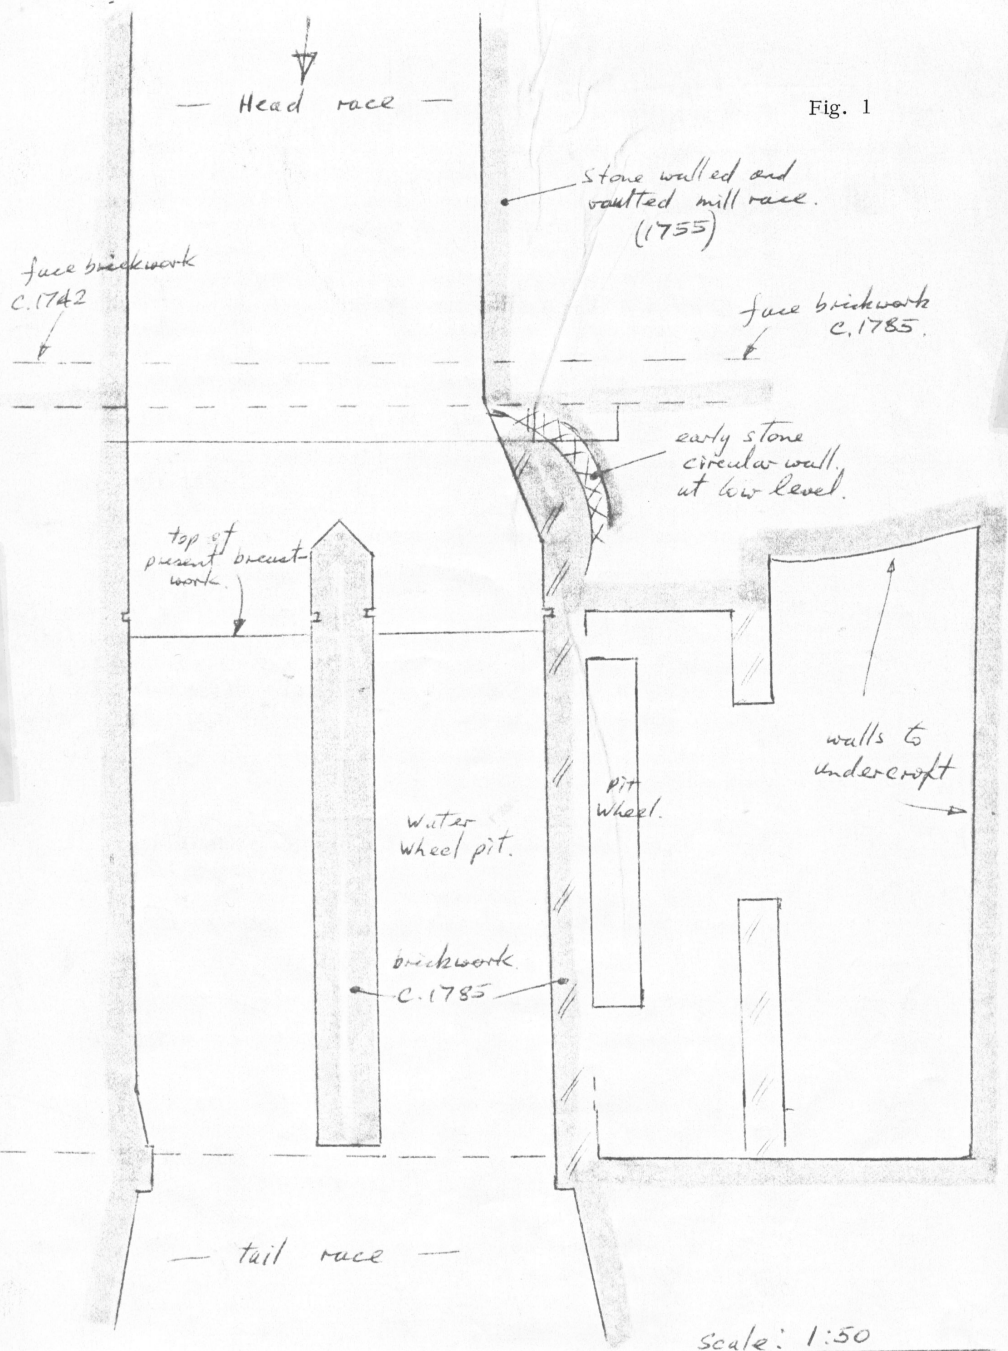 — Head race —
Fig. 1
stone walled and
vaulted mill race.
(1755)
face brickwork
c.1742
face brickwork
c.1785.
early stone
circular wall.
at low level.
top of
present breast-
work.
walls to
undercroft
pit
wheel.
water
wheel pit.
brickwork
c.1785
— tail race —
scale: 1:50